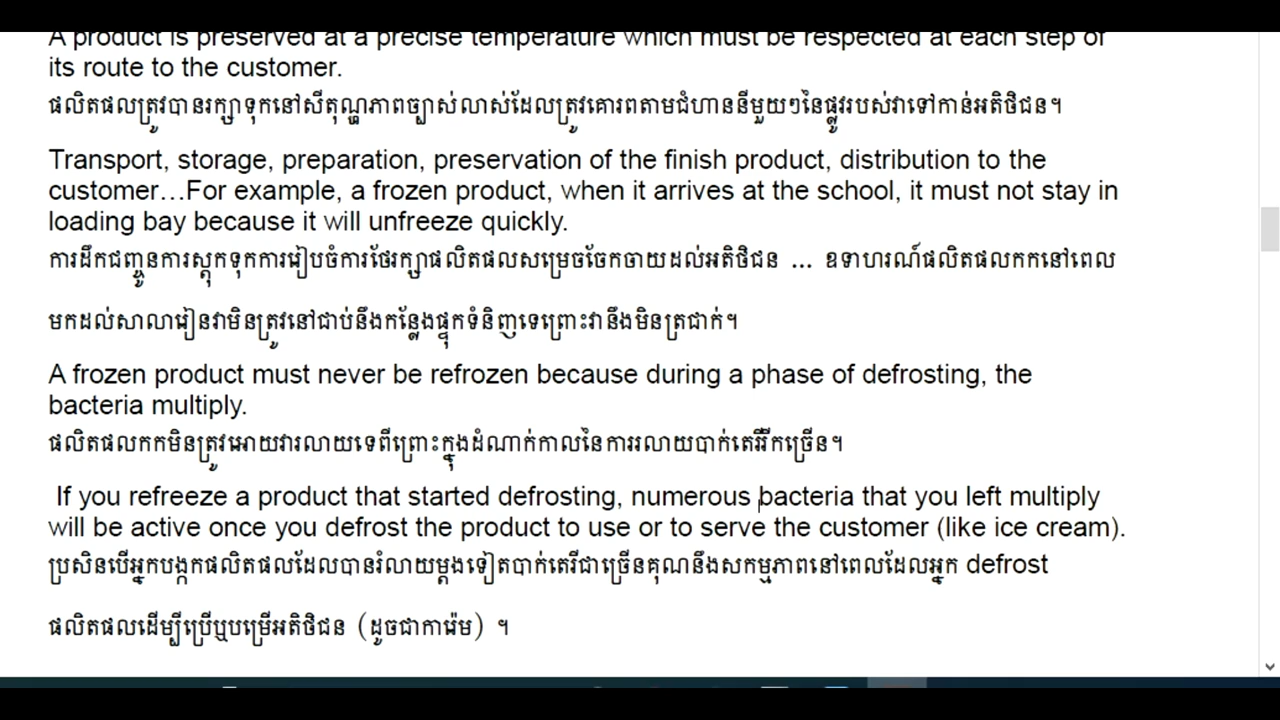 A product is preserved at a precise temperature which must be respected at each step of
its route to the customer.
ផលិតផលត្រូវបានរក្សាទុកនៅសីតុណ្ហភាពច្បាស់លាស់ដែលត្រូវគោរពតាមជំហាននីមួយៗនៃផ្លូវរបស់វាទៅកាន់អតិថិជន។
Transport, storage, preparation, preservation of the finish product, distribution to the
customer…For example, a frozen product, when it arrives at the school, it must not stay in
loading bay because it will unfreeze quickly.
ការដឹកជញ្ជូនការស្តុកទុកការរៀបចំការថែរក្សាផលិតផលសម្រេចចែកចាយដល់អតិថិជន ... ឧទាហរណ៍ផលិតផលកកនៅពេល
មកដល់សាលារៀនវាមិនត្រូវនៅជាប់នឹងកន្លែងផ្ទុកទំនិញទេព្រោះវានឹងមិនត្រជាក់។
A frozen product must never be refrozen because during a phase of defrosting, the
bacteria multiply.
ផលិតផលកកមិនត្រូវអោយវារលាយទេពីព្រោះក្នុងដំណាក់កាលនៃការរលាយបាក់តេរីរីកច្រើន។
If you refreeze a product that started defrosting, numerous bacteria that you left multiply
will be active once you defrost the product to use or to serve the customer (like ice cream).
ប្រសិនបើអ្នកបង្កកផលិតផលដែលបានរំលាយម្តងទៀតបាក់តេរីជាច្រើនគុណនឹងសកម្មភាពនៅពេលដែលអ្នក defrost
ផលិតផលដើម្បីប្រើឬបម្រើអតិថិជន (ដូចជាការ៉េម) ។